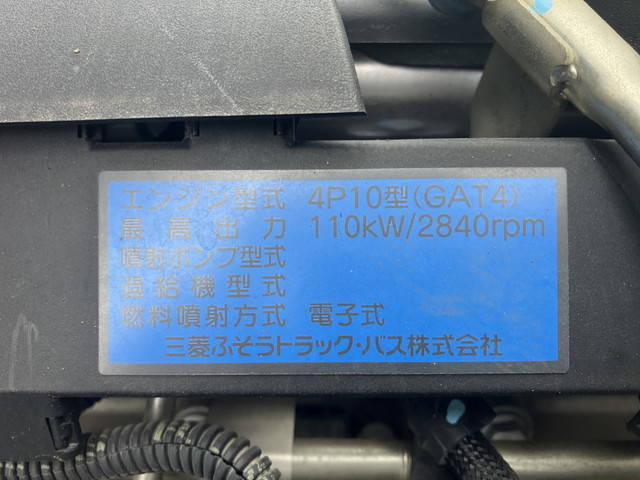 エンジン型式 4P10型(GAT4)
最高出力 110kW/2840rpm
噴射ポンプ型式
過給機型式
燃料噴射方式 電子式
三菱ふそうトラック・バス株式会社